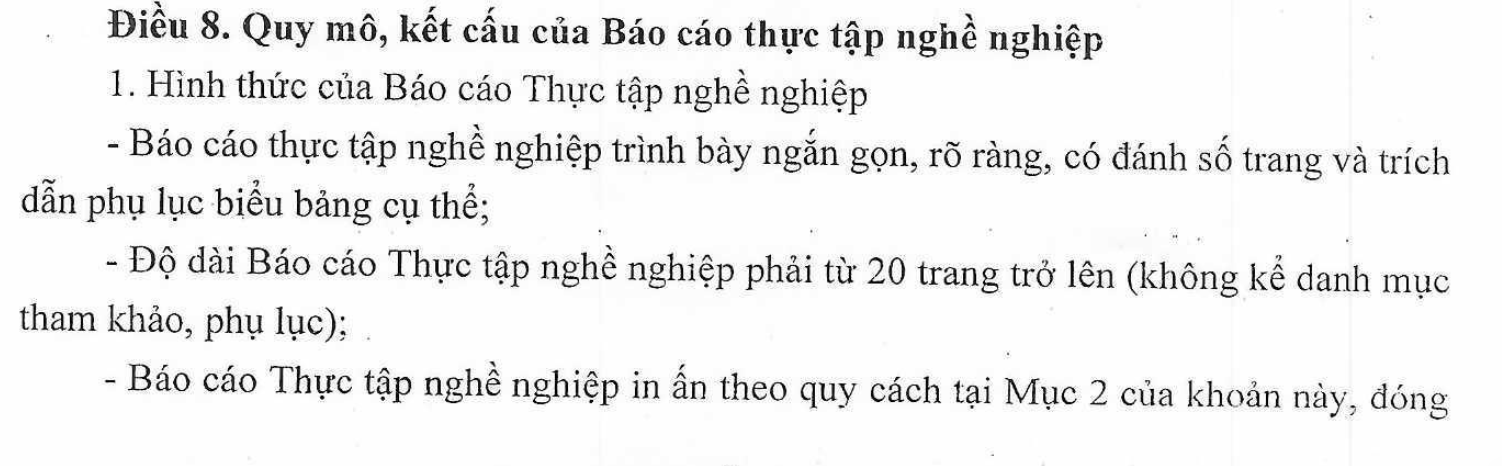 Điều 8. Quy mô, kết cấu của Báo cáo thực tập nghề nghiệp
1. Hình thức của Báo cáo Thực tập nghề nghiệp
- Báo cáo thực tập nghề nghiệp trình bày ngắn gọn, rõ ràng, có đánh số trang và trích
dẫn phụ lục biểu bảng cụ thể;
- Độ dài Báo cáo Thực tập nghề nghiệp phải từ 20 trang trở lên (không kể danh mục
tham khảo, phụ lục);
- Báo cáo Thực tập nghề nghiệp in ấn theo quy cách tại Mục 2 của khoản này, đóng